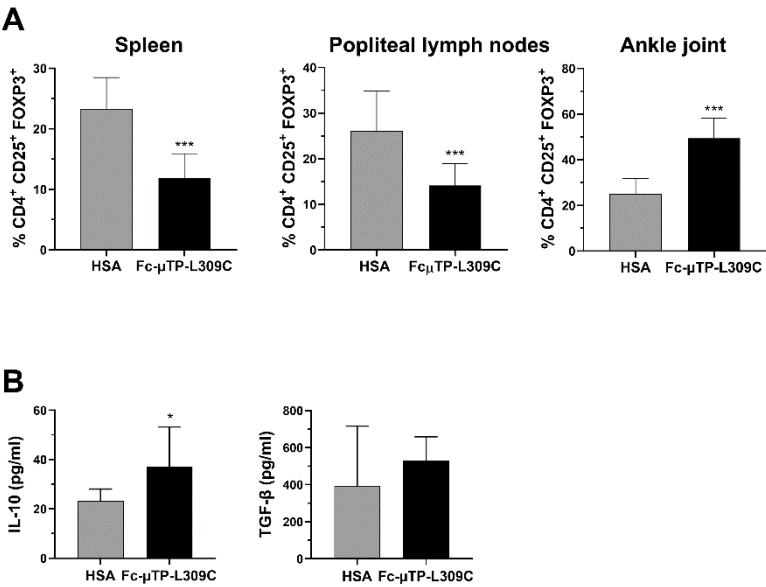 A
Spleen
% CD4+ CD25+ FOXP3+
30
20
10
0
***
HSA Fc-µTP-L309C
Popliteal lymph nodes
% CD4+ CD25+ FOXP3+
40
30
20
10
0
***
HSA FcµTP-L309C
Ankle joint
% CD4+ CD25+ FOXP3+
80
60
40
20
0
***
HSA Fc-µTP-L309C
B
IL-10 (pg/ml)
60
40
20
0
*
HSA Fc-µTP-L309C
TGF-β (pg/ml)
800
600
400
200
0
HSA Fc-µTP-L309C